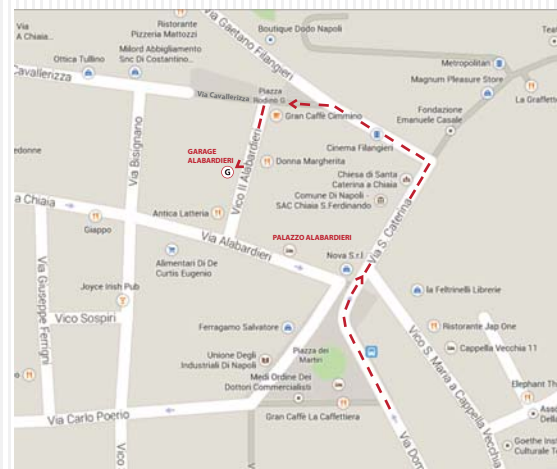 Via
A Chiaia...
Ristorante
Pizzeria Mattozzi
Via Gaetano Filangieri
Boutique Dodo Napoli
Ottica Tullino
Milord Abbigliamento
Snc Di Costantino...
Metropolitan
Magnum Pleasure Store
La Graffett
Cavallerizza
Via Cavallerizza
Piazza
Rodinò G.
Gran Caffè Cimmino
Fondazione
Emanuele Casale
Cinema Filangieri
GARAGE
ALABARDIERI
G
Donna Margherita
Vico II Alabardieri
Via Bisignano
edonne
Chiesa di Santa
Caterina a Chiaia
Comune Di Napoli -
SAC Chiaia S.Ferdinando
a Chiaia
Giappo
Antica Latteria
Via Alabardieri
PALAZZO ALABARDIERI
Via S. Caterina
Nova S.r.l.
Alimentari Di De
Curtis Eugenio
Via Giuseppe Ferrigni
Joyce Irish Pub
la Feltrinelli Librerie
Vico Sospiri
Ferragamo Salvatore
Ristorante Jap One
Cappella Vecchia 11
Unione Degli
Industriali Di Napoli
Piazza dei
Martiri
Medi Ordine Dei
Dottori Commercialisti
Vico S. Maria a Cappella Vecchia
Elephant Th
Via Carlo Poerio
Gran Caffè La Caffettiera
Vico
Via Dom
Assi
Della
Goethe Inst
Culturale T